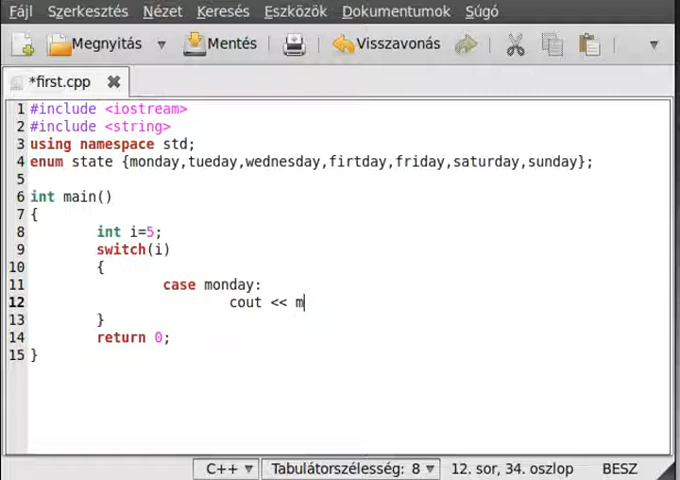 Fájl Szerkesztés Nézet Keresés Eszközök Dokumentumok Súgó
Megnyitás Mentés Visszavonás
*first.cpp
1 #include <iostream>
2 #include <string>
3 using namespace std;
4 enum state {monday,tueday,wednesday,firtday,friday,saturday,sunday};
5
6 int main()
7 {
8 int i=5;
9 switch(i)
10 {
11 case monday:
12 cout << m
13 }
14 return 0;
15 }
C++ Tabulátorszélesség: 8 12. sor, 34. oszlop BESZ